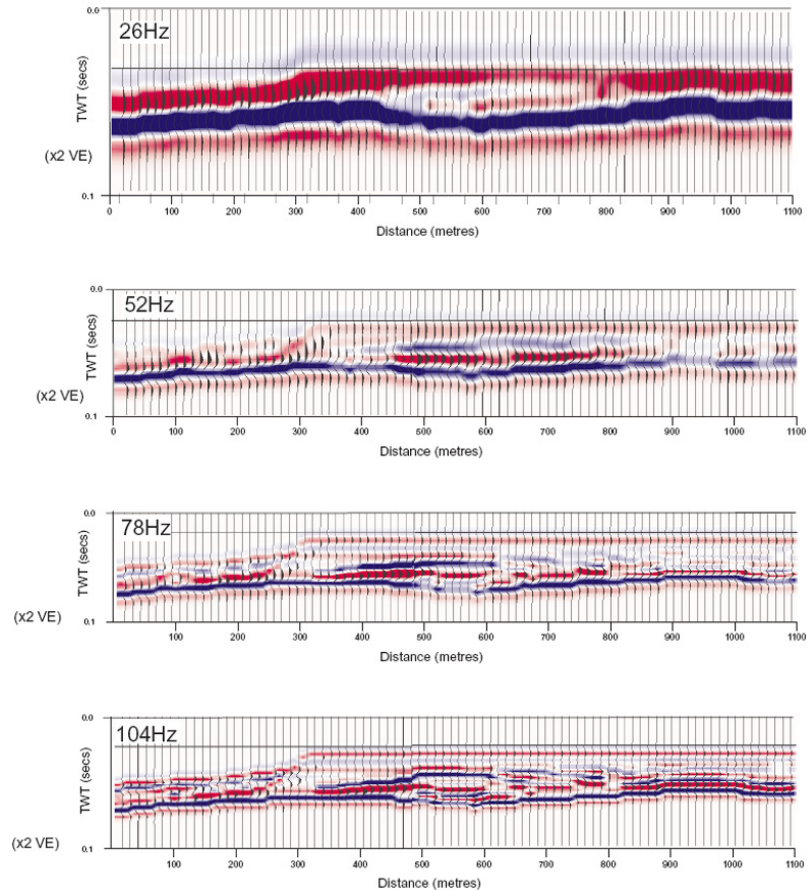 0.0
26Hz
TWT (secs)
(x2 VE)
0.1
0 100 200 300 400 500 600 700 800 900 1000 1100
Distance (metres)
0.0
52Hz
TWT (secs)
(x2 VE)
0.1
0 100 200 300 400 500 600 700 800 900 1000 1100
Distance (metres)
0.0
78Hz
TWT (secs)
(x2 VE)
0.1
100 200 300 400 500 600 700 800 900 1000 1100
Distance (metres)
0.0
104Hz
TWT (secs)
(x2 VE)
0.1
100 200 300 400 500 600 700 800 900 1000 1100
Distance (metres)